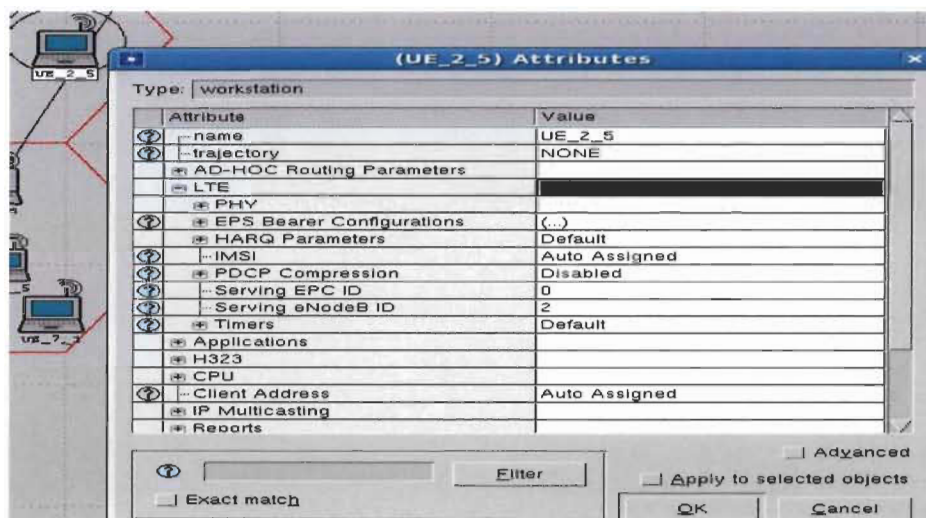 UE_2_5
(UE_2_5) Attributes
Type: workstation
Attribute Value
name UE_2_5
trajectory NONE
AD-HOC Routing Parameters
LTE
PHY
EPS Bearer Configurations (...)
HARQ Parameters Default
IMSI Auto Assigned
PDCP Compression Disabled
Serving EPC ID 0
Serving eNodeB ID 2
Timers Default
Applications
H323
CPU
Client Address Auto Assigned
IP Multicasting
Reports
Advanced
Filter
Apply to selected objects
Exact match
OK Cancel